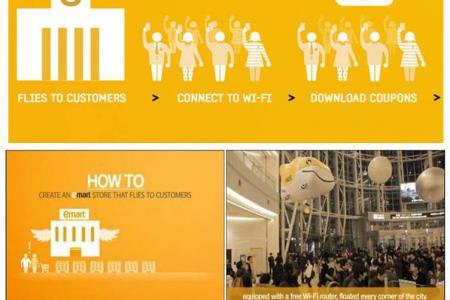 e
FLIES TO CUSTOMERS > CONNECT TO WI-FI > DOWNLOAD COUPONS >
HOW TO
CREATE AN emart STORE THAT FLIES TO CUSTOMERS
emart
equipped with a free Wi-Fi router, floated every corner of the city.